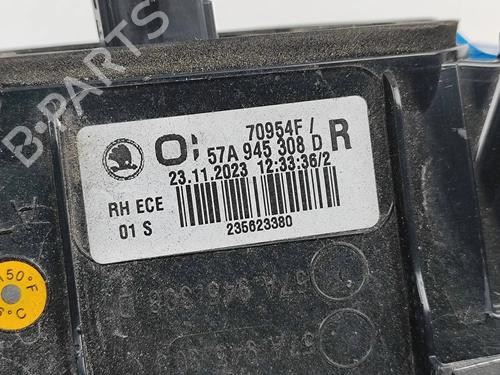 70954F/
57A 945 308 D R
23.11.2023 12:33:36/2
RH ECE
01 S
235623380
B-PARTS